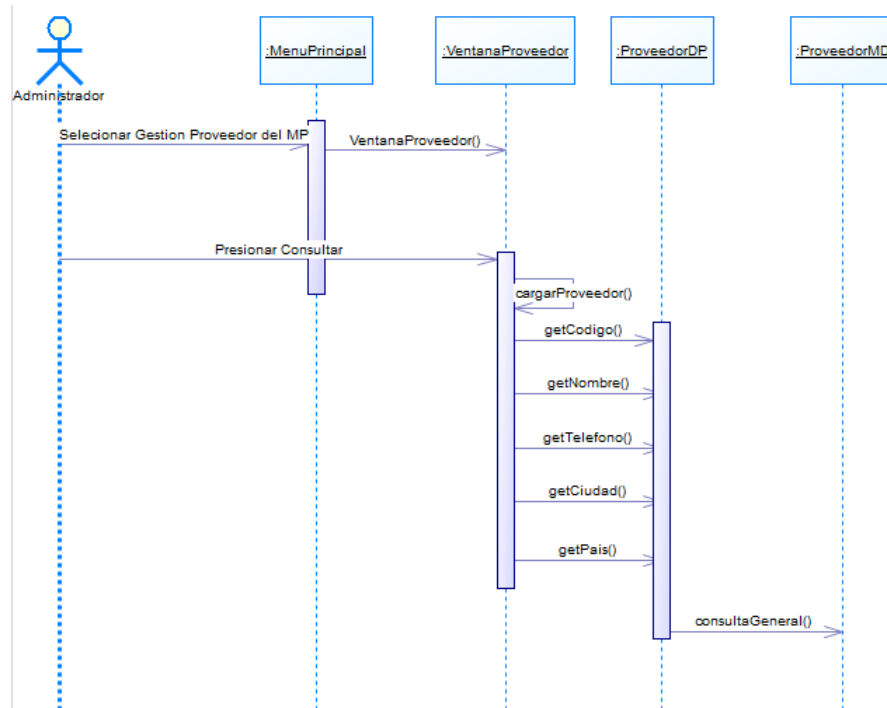 :MenuPrincipal
:VentanaProveedor
:ProveedorDP
:ProveedorMD
Administrador
Selecionar Gestion Proveedor del MP
VentanaProveedor()
Presionar Consultar
cargarProveedor()
getCodigo()
getNombre()
getTelefono()
getCiudad()
getPais()
consultaGeneral()